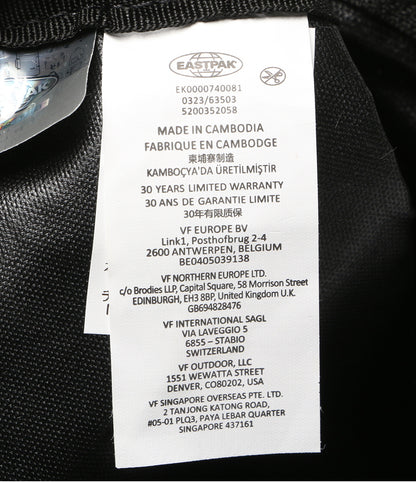 EASTPAK
EK0000740081
0323/63503
5200352058
MADE IN CAMBODIA
FABRIQUE EN CAMBODGE
柬埔寨制造
KAMBOÇYA'DA ÜRETİLMİŞTİR
30 YEARS LIMITED WARRANTY
30 ANS DE GARANTIE LIMITE
30年有限质保
VF EUROPE BV
Link1, Posthofbrug 2-4
2600 ANTWERPEN, BELGIUM
BE0405039138
VF NORTHERN EUROPE LTD.
c/o Brodies LLP, Capital Square, 58 Morrison Street
EDINBURGH, EH3 8BP, United Kingdom U.K.
GB694828476
VF INTERNATIONAL SAGL
VIA LAVEGGIO 5
6855 – STABIO
SWITZERLAND
VF OUTDOOR, LLC
1551 WEWATTA STREET
DENVER, CO80202, USA
VF SINGAPORE OVERSEAS PTE. LTD.
2 TANJONG KATONG ROAD,
#05-01 PLQ3, PAYA LEBAR QUARTER
SINGAPORE 437161